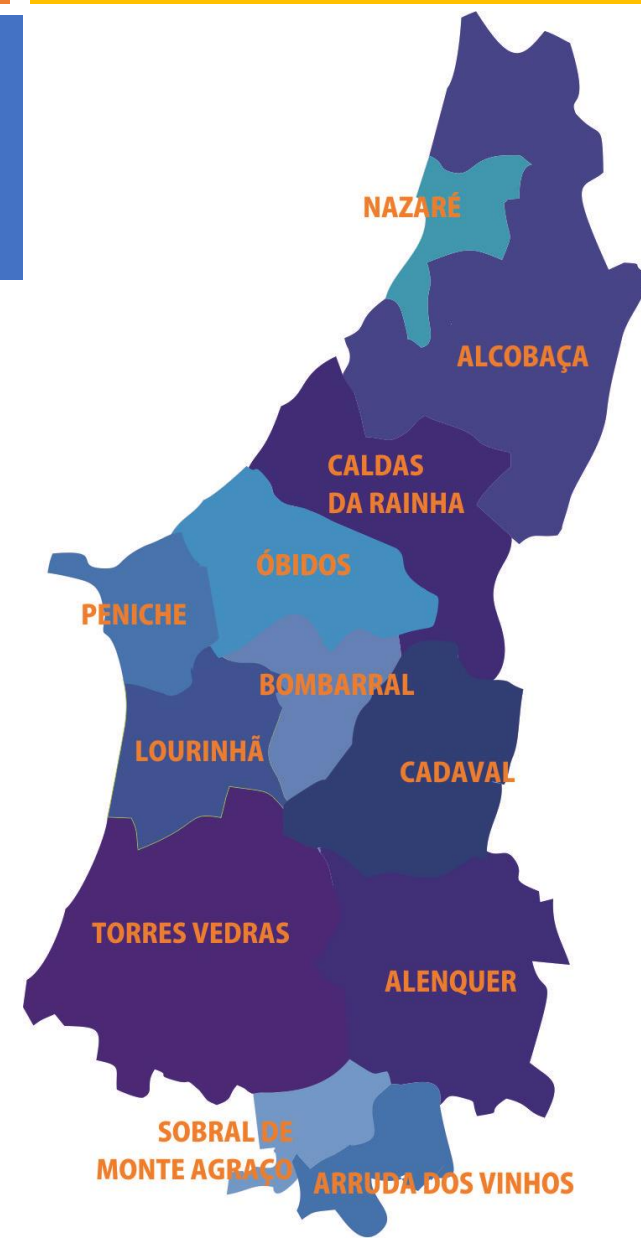 NAZARÉ
ALCOBAÇA
CALDAS
DA RAINHA
ÓBIDOS
PENICHE
BOMBARRAL
LOURINHÃ
CADAVAL
TORRES VEDRAS
ALENQUER
SOBRAL DE
MONTE AGRAÇO
ARRUDA DOS VINHOS